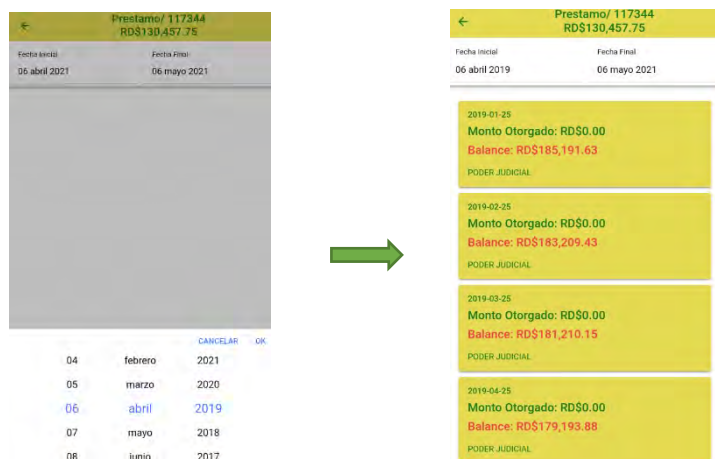 Prestamo/ 117344
RD$130,457.75
Fecha Inicial Fecha Final
06 abril 2021 06 mayo 2021
CANCELAR OK
04 febrero 2021
05 marzo 2020
06 abril 2019
07 mayo 2018
08 junio 2017
Prestamo/ 117344
RD$130,457.75
Fecha Inicial Fecha Final
06 abril 2019 06 mayo 2021
2019-01-25
Monto Otorgado: RD$0.00
Balance: RD$185,191.63
PODER JUDICIAL
2019-02-25
Monto Otorgado: RD$0.00
Balance: RD$183,209.43
PODER JUDICIAL
2019-03-25
Monto Otorgado: RD$0.00
Balance: RD$181,210.15
PODER JUDICIAL
2019-04-25
Monto Otorgado: RD$0.00
Balance: RD$179,193.88
PODER JUDICIAL